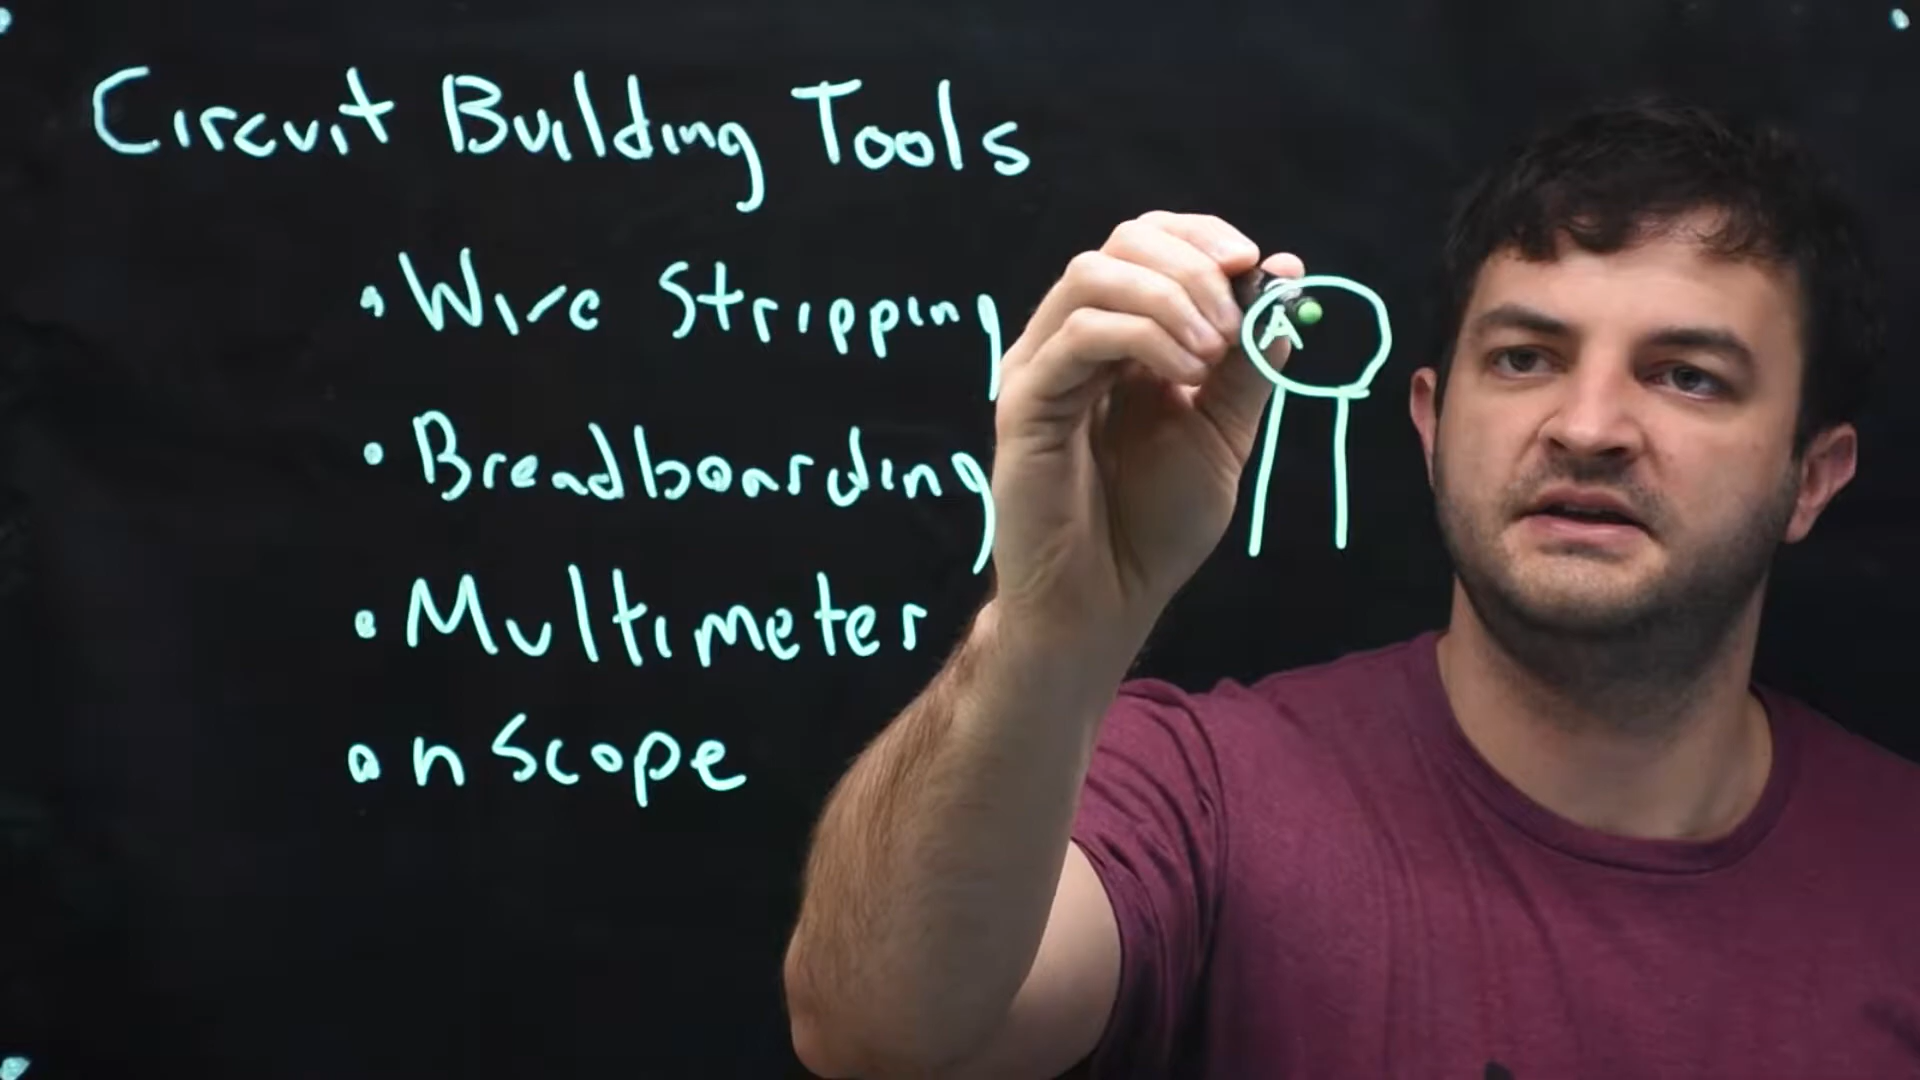 Circuit Building Tools
• Wire Stripping
• Breadboarding
• Multimeter
• n Scope
A